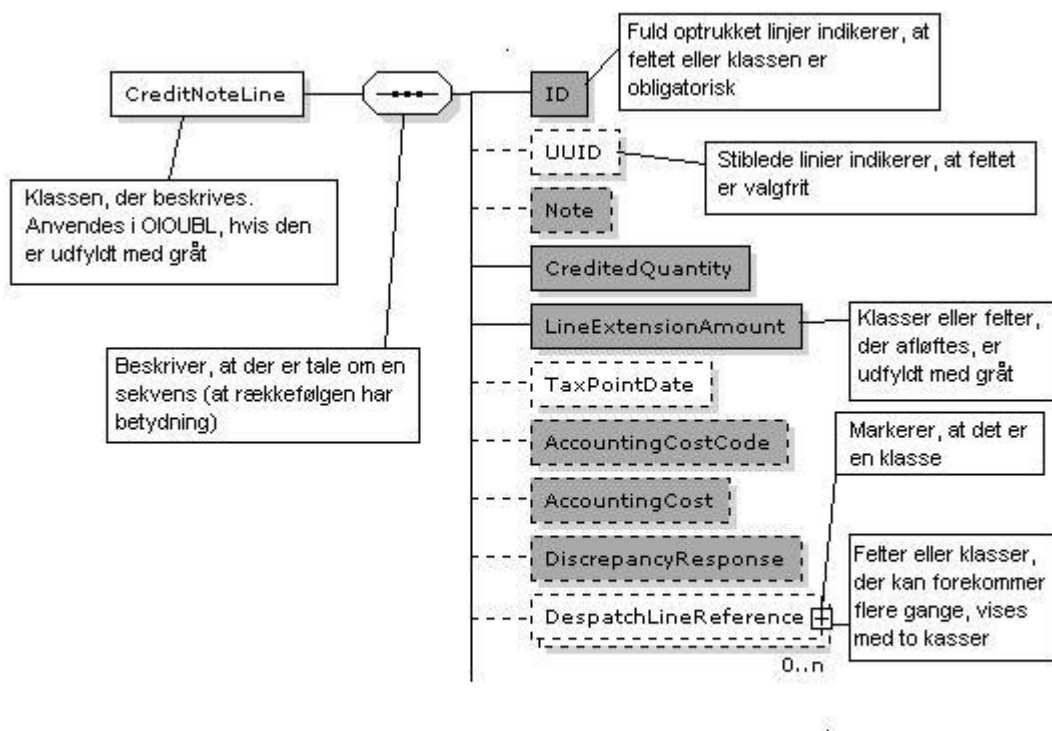 Fuld optrukket linjer indikerer, at
feltet eller klassen er
obligatorisk
CreditNoteLine
ID
UUID
Stiblede linier indikerer, at feltet
er valgfrit
Klassen, der beskrives.
Anvendes i OIOUBL, hvis den
er udfyldt med gråt
Note
CreditedQuantity
LineExtensionAmount
Klasser eller felter,
der afløftes, er
udfyldt med gråt
Beskriver, at der er tale om en
sekvens (at rækkefølgen har
betydning)
TaxPointDate
Markerer, at det er
en klasse
AccountingCostCode
AccountingCost
DiscrepancyResponse
Felter eller klasser,
der kan forekommer
flere gange, vises
med to kasser
DespatchLineReference
0..n